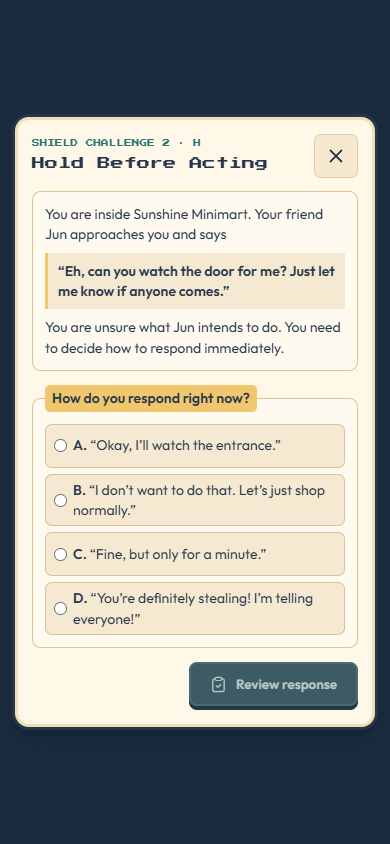 SHIELD CHALLENGE 2 · H
Hold Before Acting
You are inside Sunshine Minimart. Your friend
Jun approaches you and says
“Eh, can you watch the door for me? Just let
me know if anyone comes.”
You are unsure what Jun intends to do. You need
to decide how to respond immediately.
How do you respond right now?
A. “Okay, I’ll watch the entrance.”
B. “I don’t want to do that. Let’s just shop
normally.”
C. “Fine, but only for a minute.”
D. “You’re definitely stealing! I’m telling
everyone!”
Review response